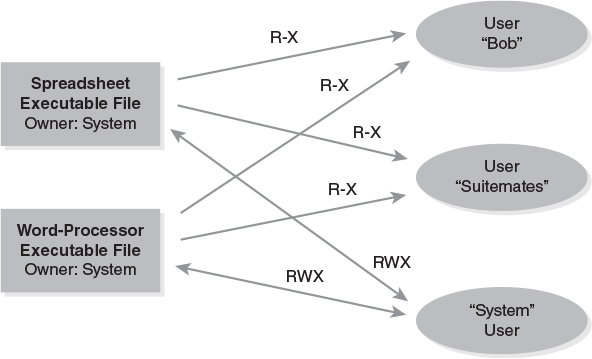 Spreadsheet
Executable File
Owner: System
Word-Processor
Executable File
Owner: System
R-X
R-X
R-X
R-X
RWX
RWX
User
“Bob”
User
“Suitemates”
“System”
User